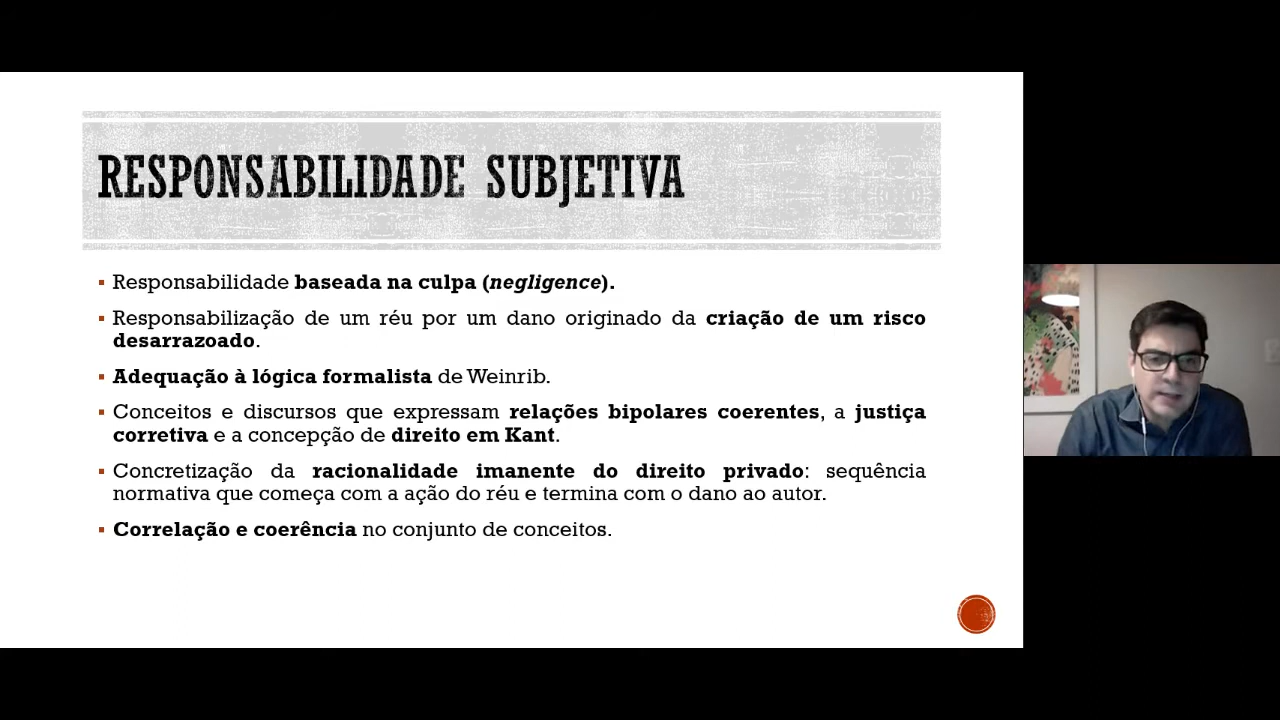 RESPONSABILIDADE SUBJETIVA
Responsabilidade baseada na culpa (negligence).
Responsabilização de um réu por um dano originado da criação de um risco
desarrazoado.
Adequação à lógica formalista de Weinrib.
Conceitos e discursos que expressam relações bipolares coerentes, a justiça
corretiva e a concepção de direito em Kant.
Concretização da racionalidade imanente do direito privado: sequência
normativa que começa com a ação do réu e termina com o dano ao autor.
Correlação e coerência no conjunto de conceitos.